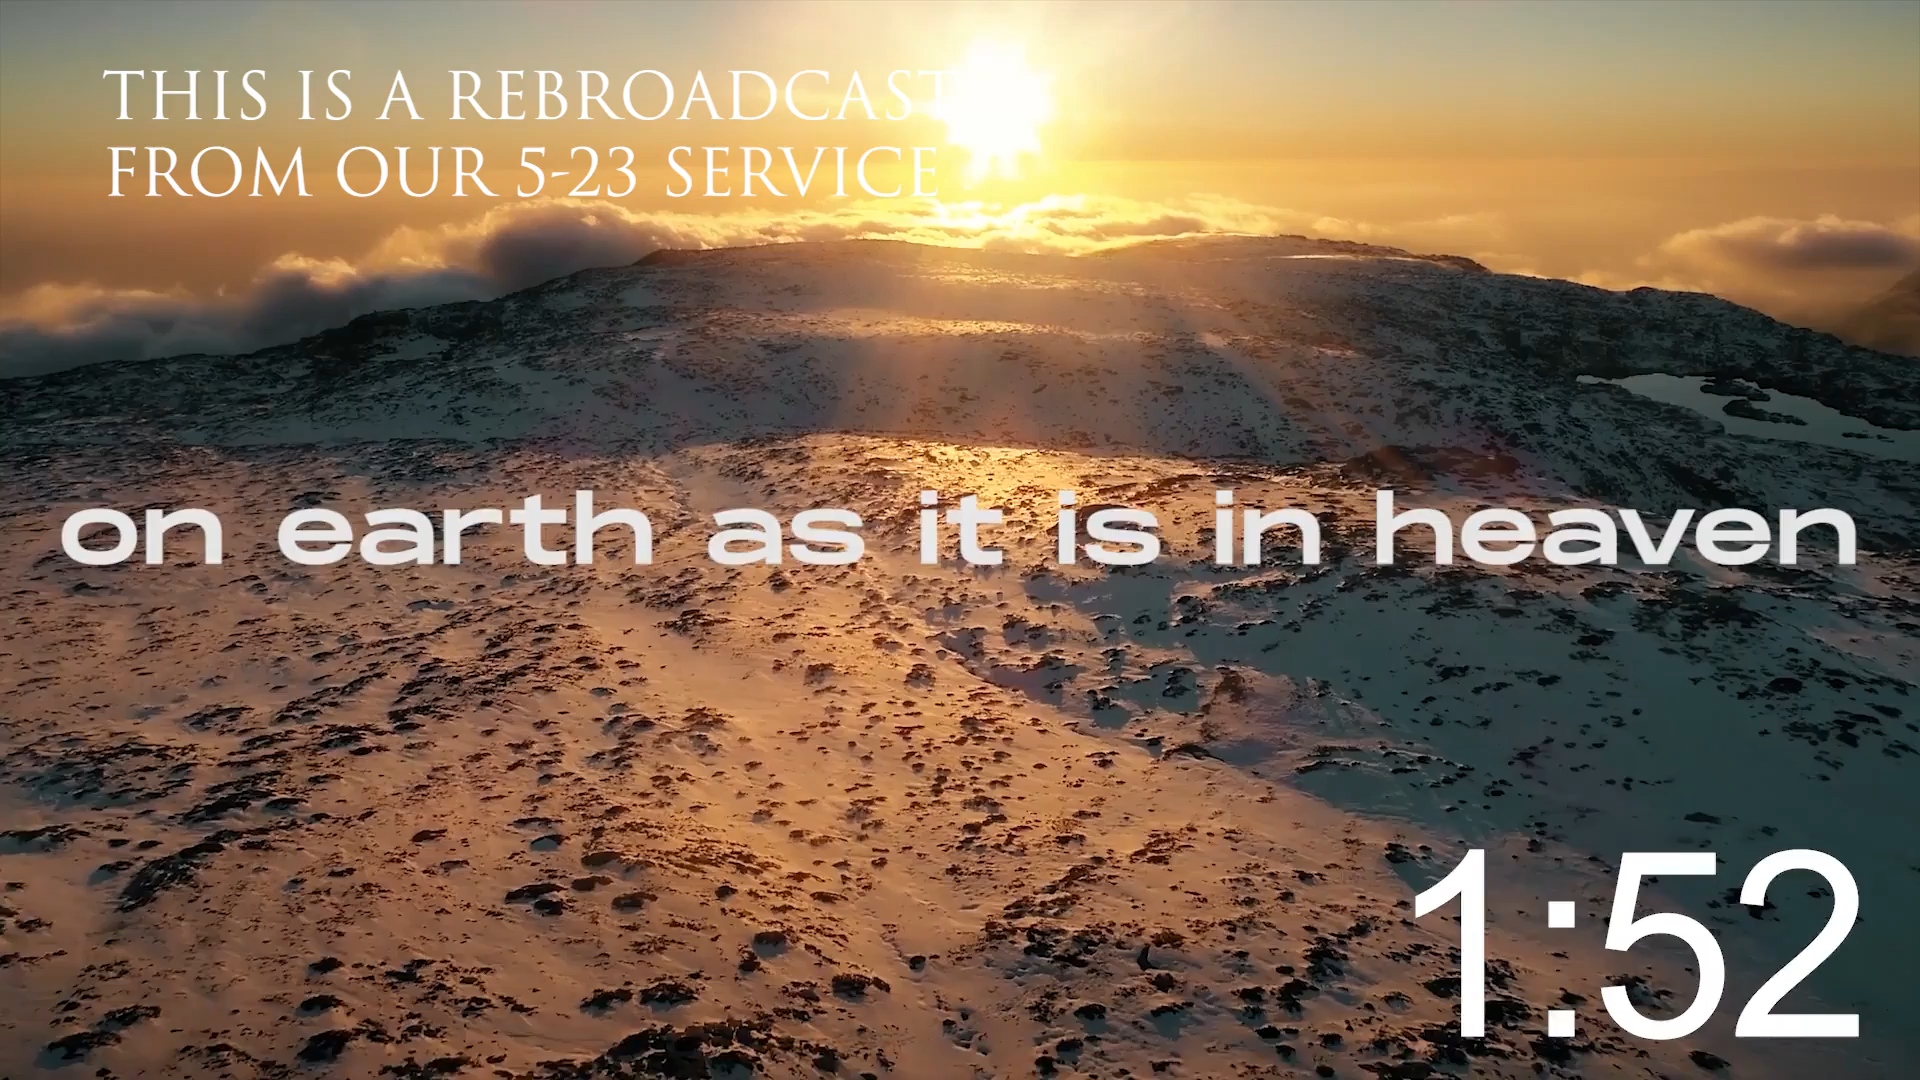 THIS IS A REBROADCAST
FROM OUR 5-23 SERVICE
on earth as it is in heaven
1:52